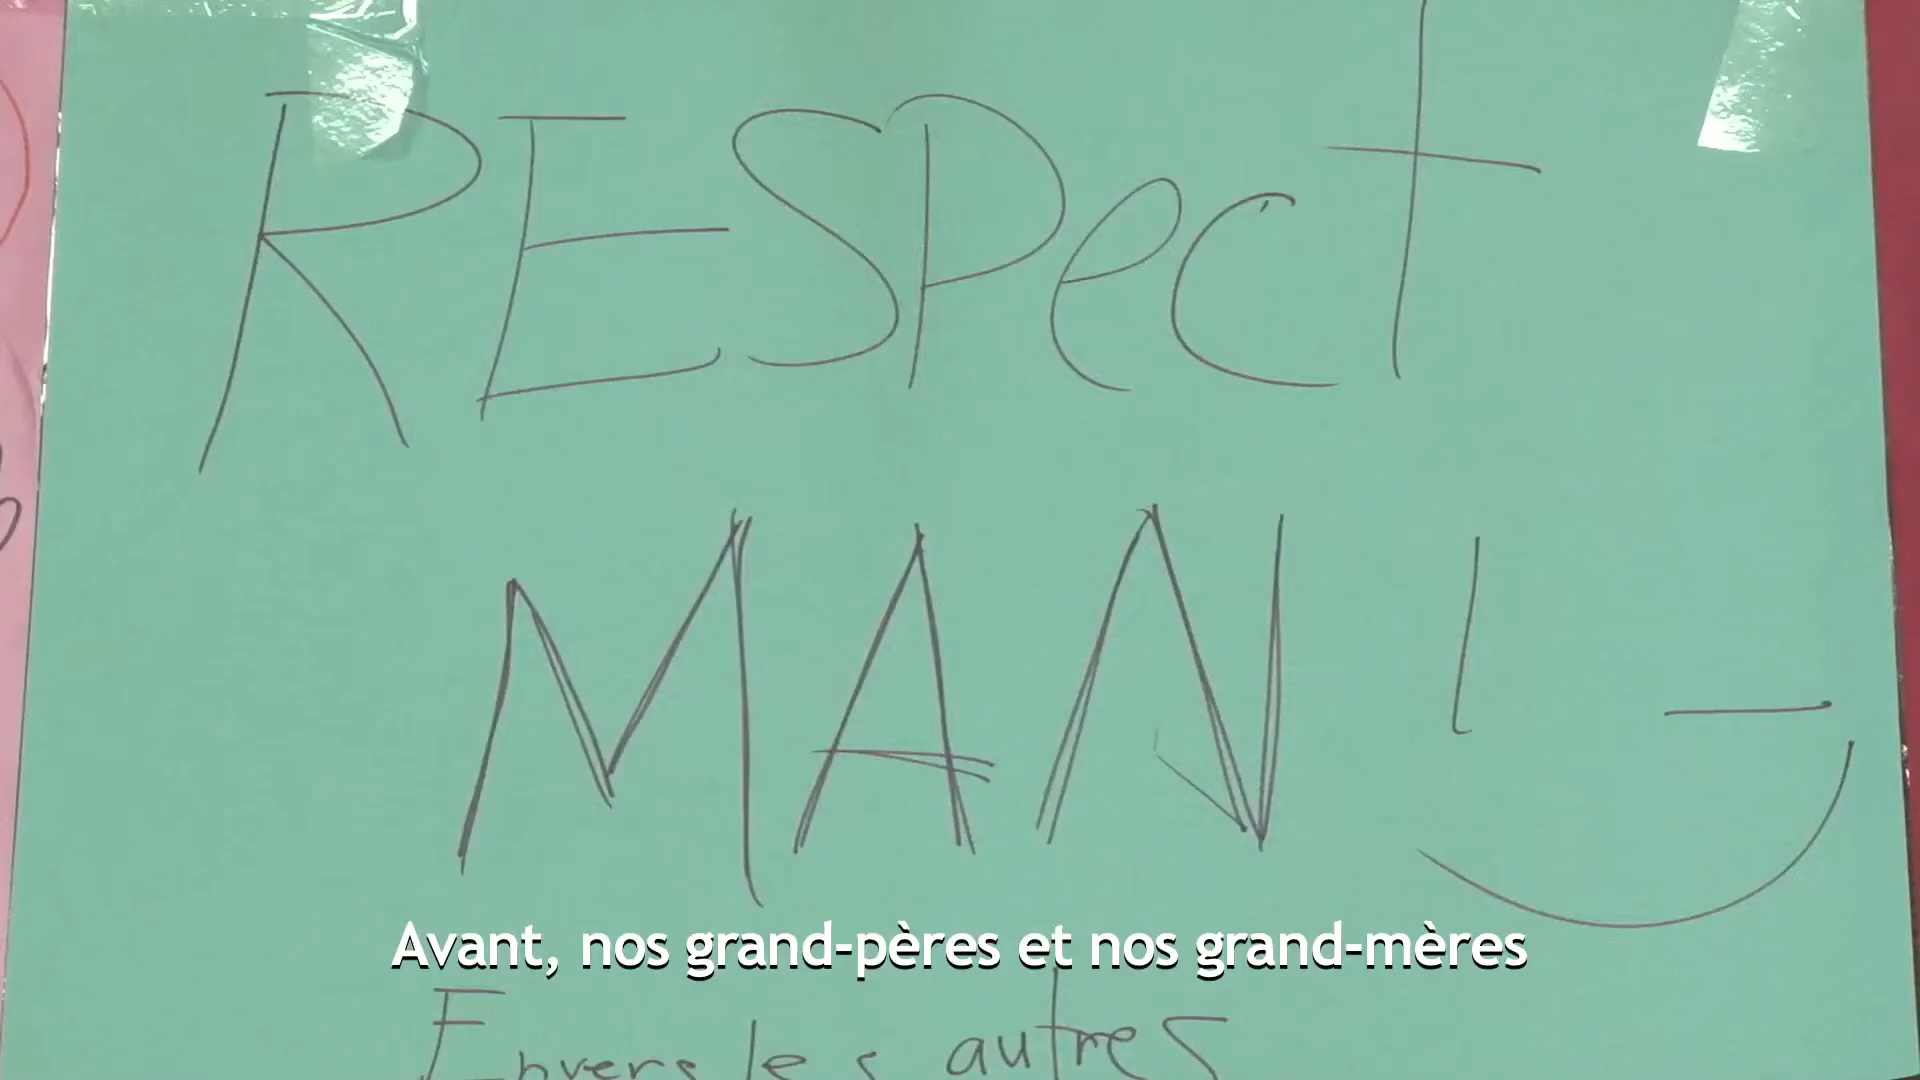 RESPecT
MAN
Avant, nos grand-pères et nos grand-mères
Envers les autres